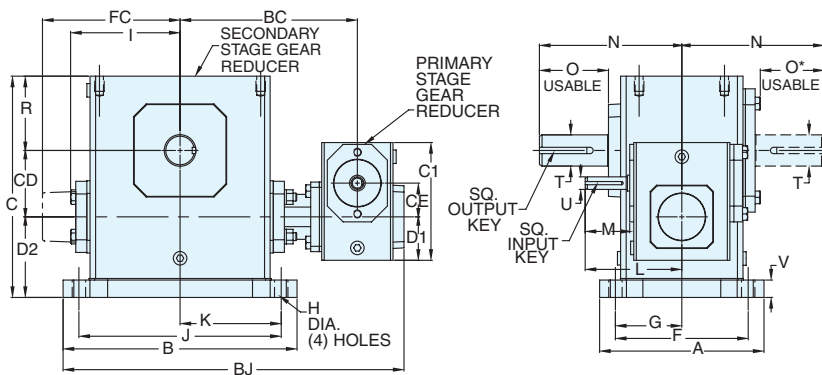 FC
BC
I
SECONDARY
STAGE GEAR
REDUCER
PRIMARY
STAGE
GEAR
REDUCER
R
CD
C
D2
C1
CE
D1
K
J
B
BJ
H
DIA.
(4) HOLES
N
N
O
USABLE
O*
USABLE
T
T
SQ.
OUTPUT
KEY
U
SQ.
INPUT
KEY
M
L
V
G
F
A